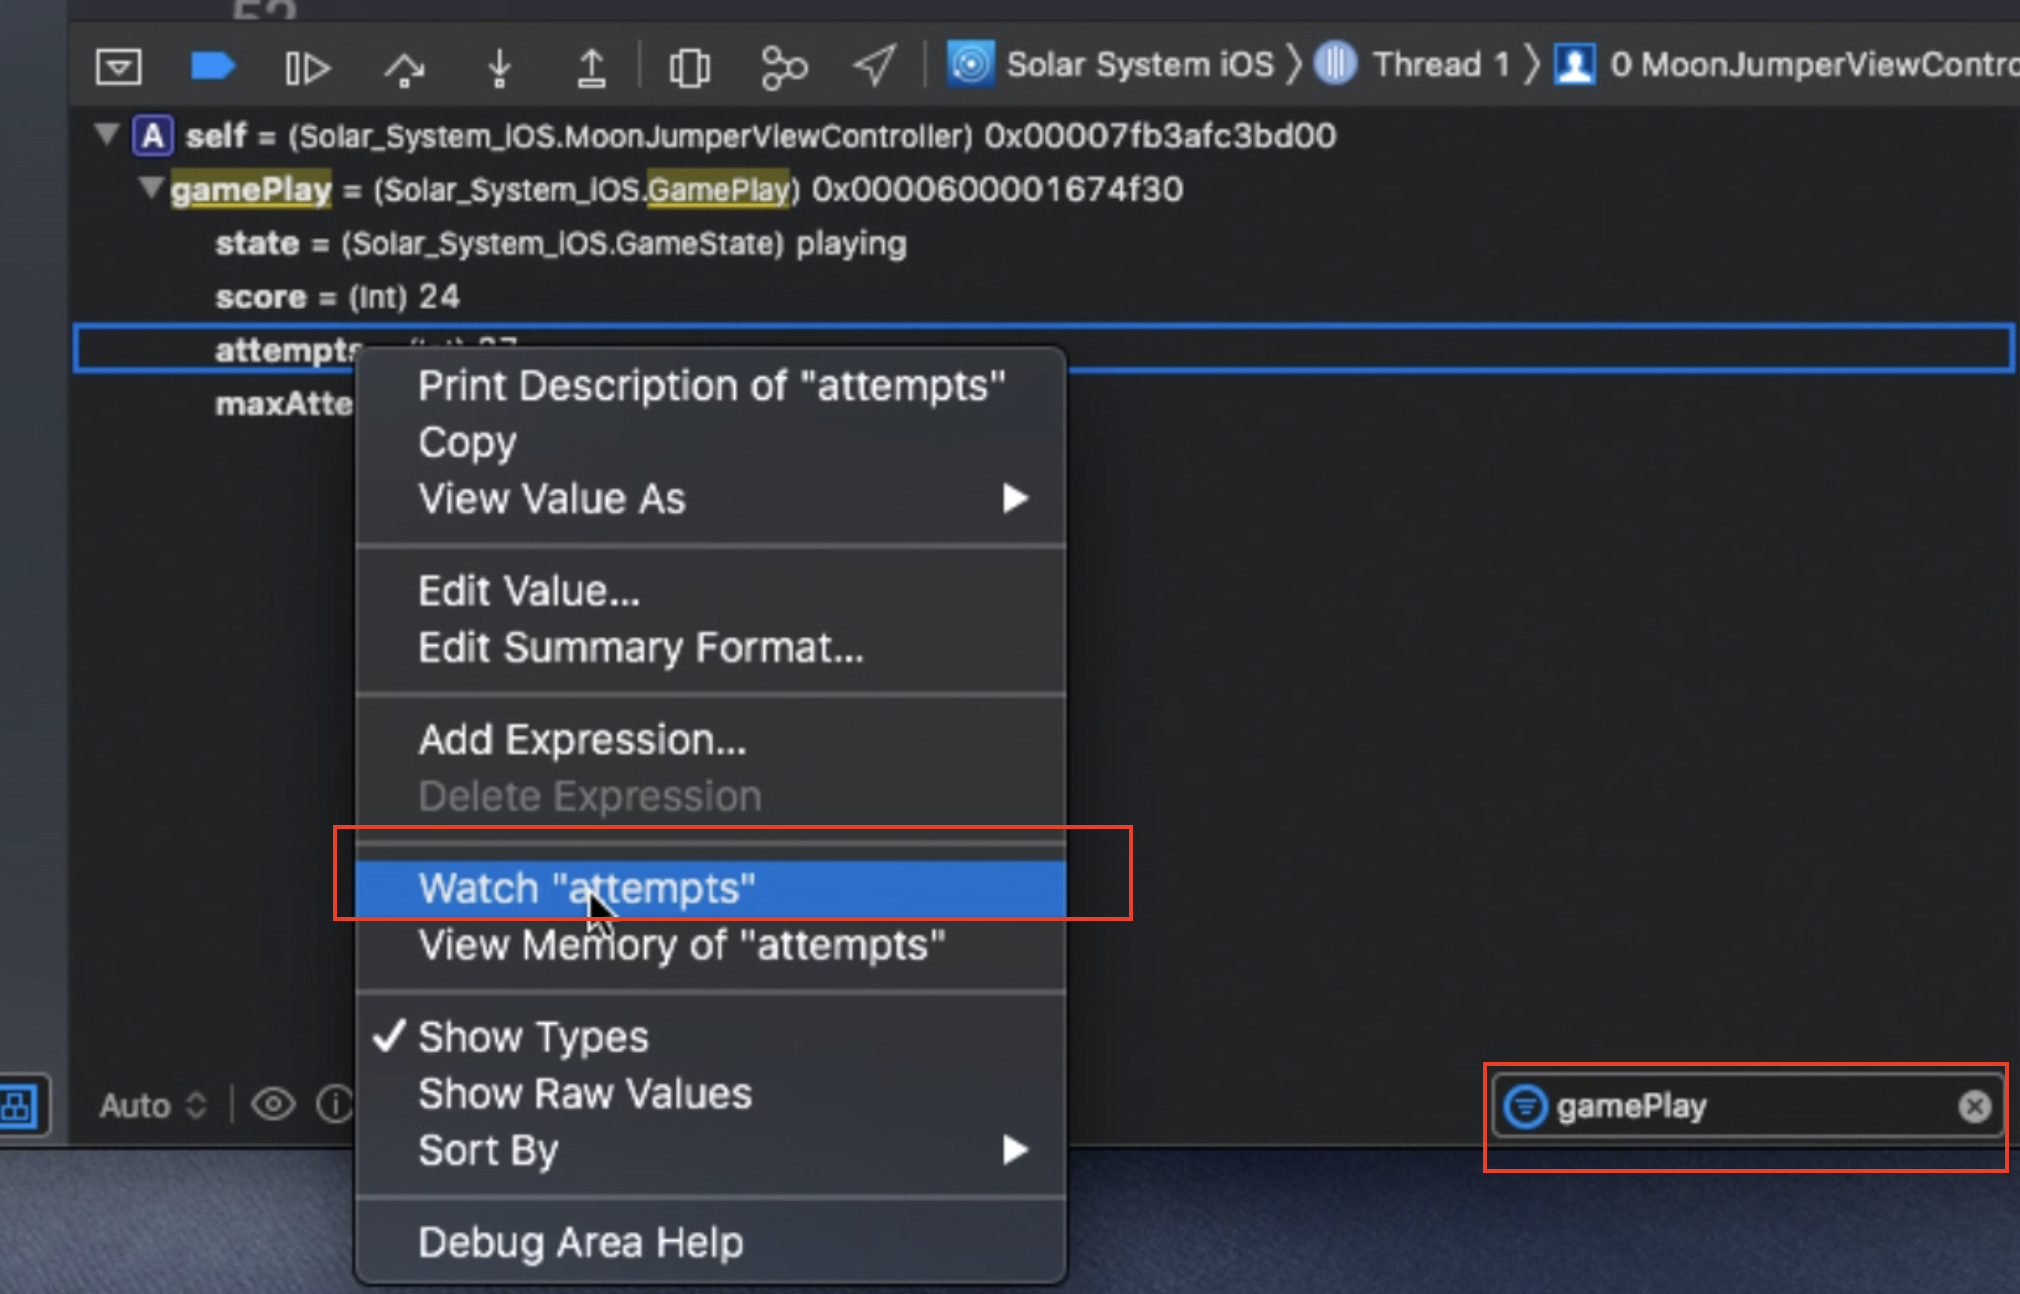 Solar System iOS 〉 Thread 1 〉 0 MoonJumperViewContro
A self = (Solar_System_iOS.MoonJumperViewController) 0x00007fb3afc3bd00
gamePlay = (Solar_System_iOS.GamePlay) 0x0000600001674f30
state = (Solar_System_iOS.GameState) playing
score = (Int) 24
attempts
maxAtte
Print Description of "attempts"
Copy
View Value As
Edit Value...
Edit Summary Format...
Add Expression...
Delete Expression
Watch "attempts"
View Memory of "attempts"
Show Types
Show Raw Values
Sort By
Debug Area Help
Auto
gamePlay